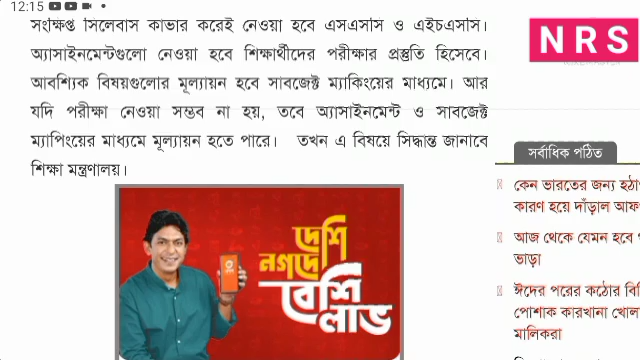 12:15
সংক্ষিপ্ত সিলেবাস কাভার করেই নেওয়া হবে এসএসসি ও এইচএসসি।
অ্যাসাইনমেন্টগুলো নেওয়া হবে শিক্ষার্থীদের পরীক্ষার প্রস্তুতি হিসেবে।
আবশ্যিক বিষয়গুলোর মূল্যায়ন হবে সাবজেক্ট ম্যাকিংয়ের মাধ্যমে। আর
যদি পরীক্ষা নেওয়া সম্ভব না হয়, তবে অ্যাসাইনমেন্ট ও সাবজেক্ট
ম্যাপিংয়ের মাধ্যমে মূল্যায়ন হতে পারে। তখন এ বিষয়ে সিদ্ধান্ত জানাবে
শিক্ষা মন্ত্রণালয়।
NRS
দেশি
নগদে
বেশি
লাভ
সর্বাধিক পঠিত
কেন ভারতের জন্য হঠা
কারণ হয়ে দাঁড়াল আফ
আজ থেকে যেমন হবে
ভাড়া
ঈদের পরের কঠোর বি
পোশাক কারখানা খোল
মালিকরা